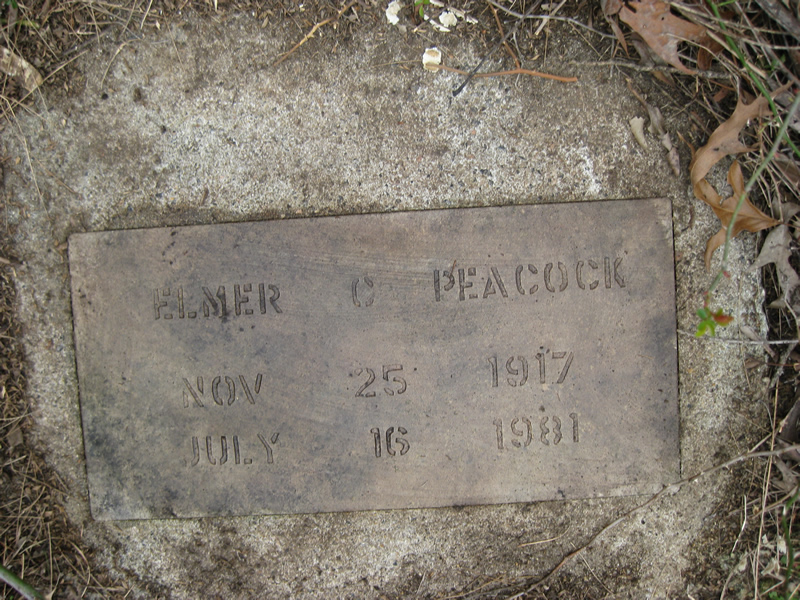 ELMER C PEACOCK
NOV 25 1917
JULY 16 1981